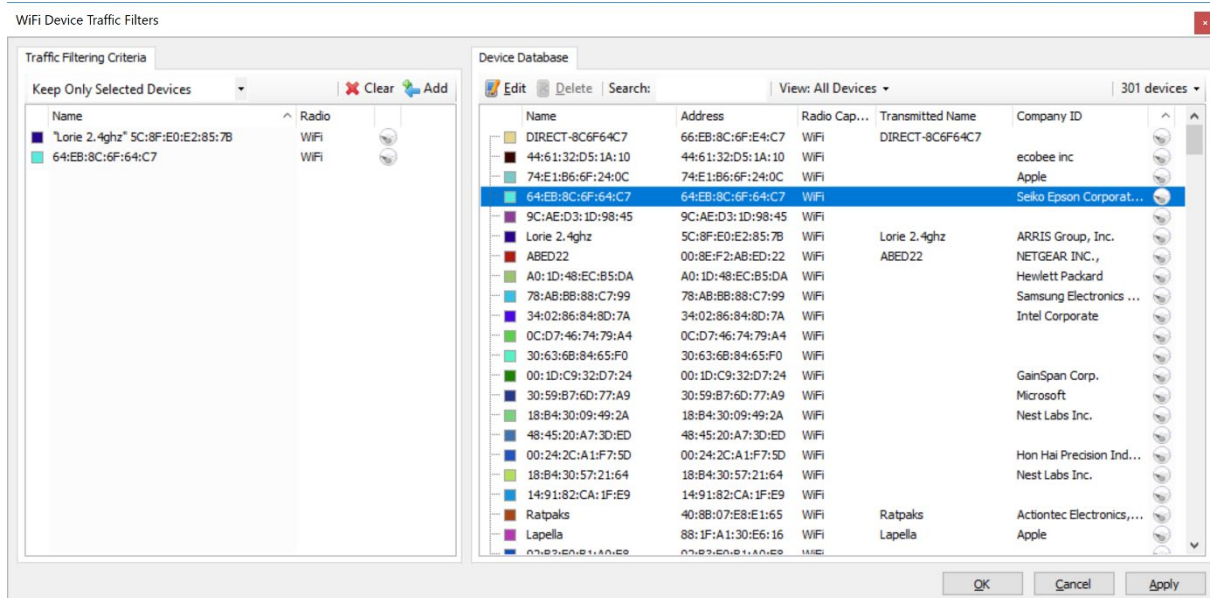 WiFi Device Traffic Filters
Traffic Filtering Criteria
Keep Only Selected Devices Clear Add
Name Radio
"Lorie 2.4ghz" 5C:8F:E0:E2:85:7B WiFi
64:EB:8C:6F:64:C7 WiFi
Device Database
Edit Delete Search: View: All Devices 301 devices
Name Address Radio Cap... Transmitted Name Company ID
DIRECT-8C6F64C7 66:EB:8C:6F:E4:C7 WiFi DIRECT-8C6F64C7
44:61:32:D5:1A:10 44:61:32:D5:1A:10 WiFi ecobee inc
74:E1:B6:6F:24:0C 74:E1:B6:6F:24:0C WiFi Apple
64:EB:8C:6F:64:C7 64:EB:8C:6F:64:C7 WiFi Seiko Epson Corporat...
9C:AE:D3:1D:98:45 9C:AE:D3:1D:98:45 WiFi
Lorie 2.4ghz 5C:8F:E0:E2:85:7B WiFi Lorie 2.4ghz ARRIS Group, Inc.
ABED22 00:8E:F2:AB:ED:22 WiFi ABED22 NETGEAR INC.,
A0:1D:48:EC:B5:DA A0:1D:48:EC:B5:DA WiFi Hewlett Packard
78:AB:BB:88:C7:99 78:AB:BB:88:C7:99 WiFi Samsung Electronics ...
34:02:86:84:8D:7A 34:02:86:84:8D:7A WiFi Intel Corporate
0C:D7:46:74:79:A4 0C:D7:46:74:79:A4 WiFi
30:63:6B:84:65:F0 30:63:6B:84:65:F0 WiFi
00:1D:C9:32:D7:24 00:1D:C9:32:D7:24 WiFi GainSpan Corp.
30:59:B7:6D:77:A9 30:59:B7:6D:77:A9 WiFi Microsoft
18:B4:30:09:49:2A 18:B4:30:09:49:2A WiFi Nest Labs Inc.
48:45:20:A7:3D:ED 48:45:20:A7:3D:ED WiFi
00:24:2C:A1:F7:5D 00:24:2C:A1:F7:5D WiFi Hon Hai Precision Ind...
18:B4:30:57:21:64 18:B4:30:57:21:64 WiFi Nest Labs Inc.
14:91:82:CA:1F:E9 14:91:82:CA:1F:E9 WiFi
Ratpaks 40:8B:07:E8:E1:65 WiFi Ratpaks Actiontec Electronics,...
Lapella 88:1F:A1:30:E6:16 WiFi Lapella Apple
OK Cancel Apply